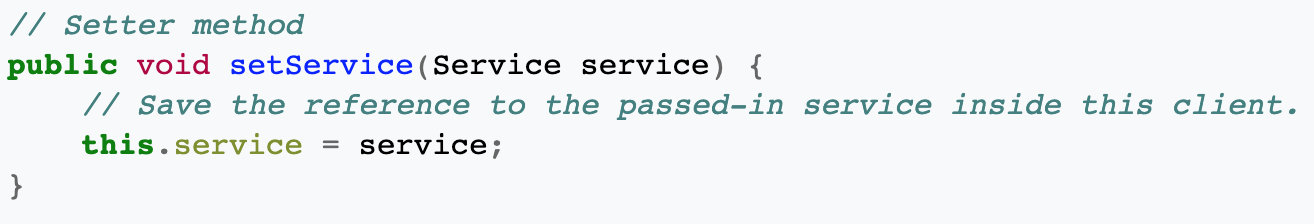 // Setter method
public void setService(Service service) {
    // Save the reference to the passed-in service inside this client.
    this.service = service;
}